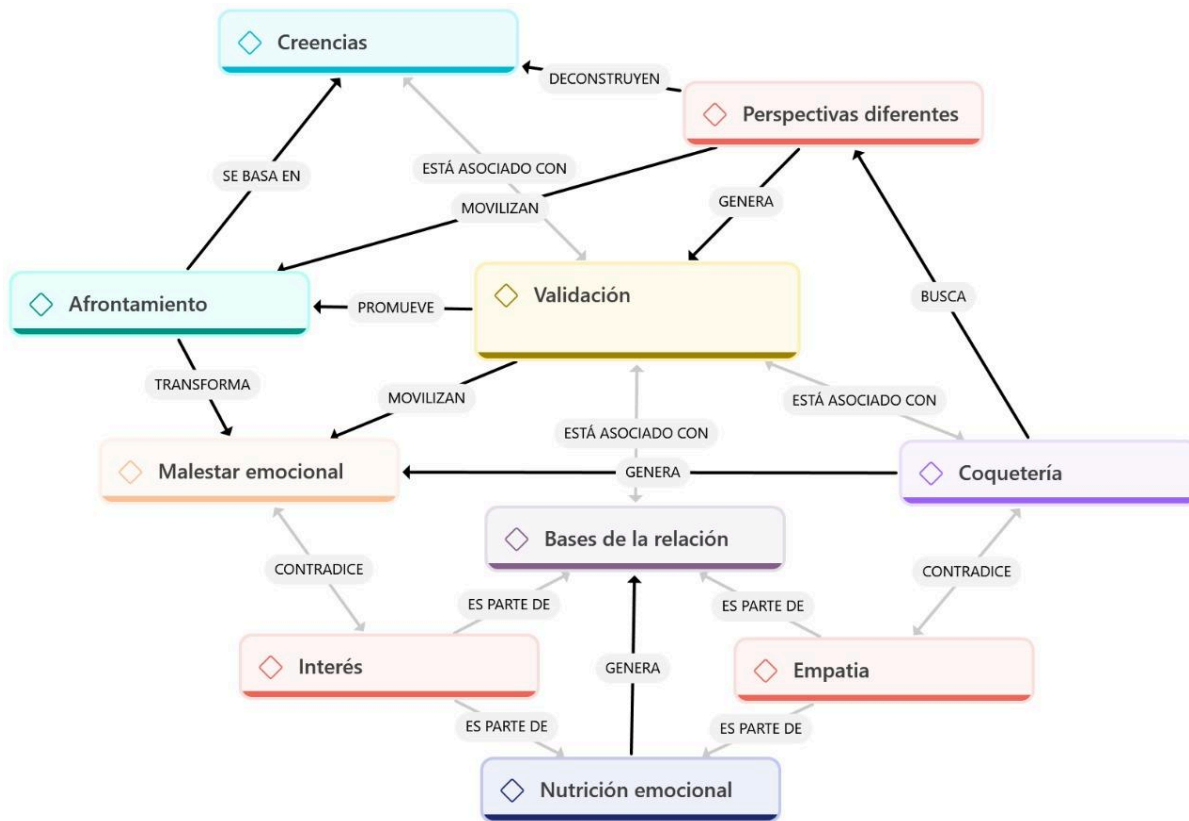 Creencias
DECONSTRUYEN
Perspectivas diferentes
SE BASA EN
ESTÁ ASOCIADO CON
MOVILIZAN
GENERA
Afrontamiento
PROMUEVE
Validación
BUSCA
TRANSFORMA
MOVILIZAN
ESTÁ ASOCIADO CON
ESTÁ ASOCIADO CON
Malestar emocional
GENERA
Coquetería
Bases de la relación
CONTRADICE
CONTRADICE
ES PARTE DE
ES PARTE DE
Interés
GENERA
Empatia
ES PARTE DE
ES PARTE DE
Nutrición emocional